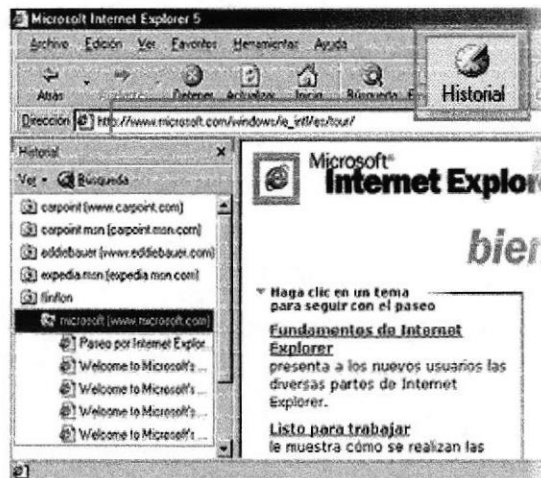 Microsoft Internet Explorer 5
Archivo Edición Ver Favoritos Herramientas Ayuda
Atrás Detener Actualizar Inicio Búsqueda
Historial
Dirección http://www.microsoft.com/windows/ie_intl/es/tour/
Historial x
Ver Búsqueda
carpoint (www.carpoint.com)
carpoint.msn (carpoint.msn.com)
eddiebauer (www.eddiebauer.com)
expedia.msn (expedia.msn.com)
microsoft (www.microsoft.com)
Paseo por Internet Explor...
Welcome to Microsoft's ...
Welcome to Microsoft's ...
Welcome to Microsoft's ...
Welcome to Microsoft's ...
Microsoft®
Internet Explo
bien
Haga clic en un tema
para seguir con el paseo
Fundamentos de Internet
Explorer
presenta a los nuevos usuarios las
diversas partes de Internet
Explorer.
Listo para trabajar
le muestra cómo se realizan las